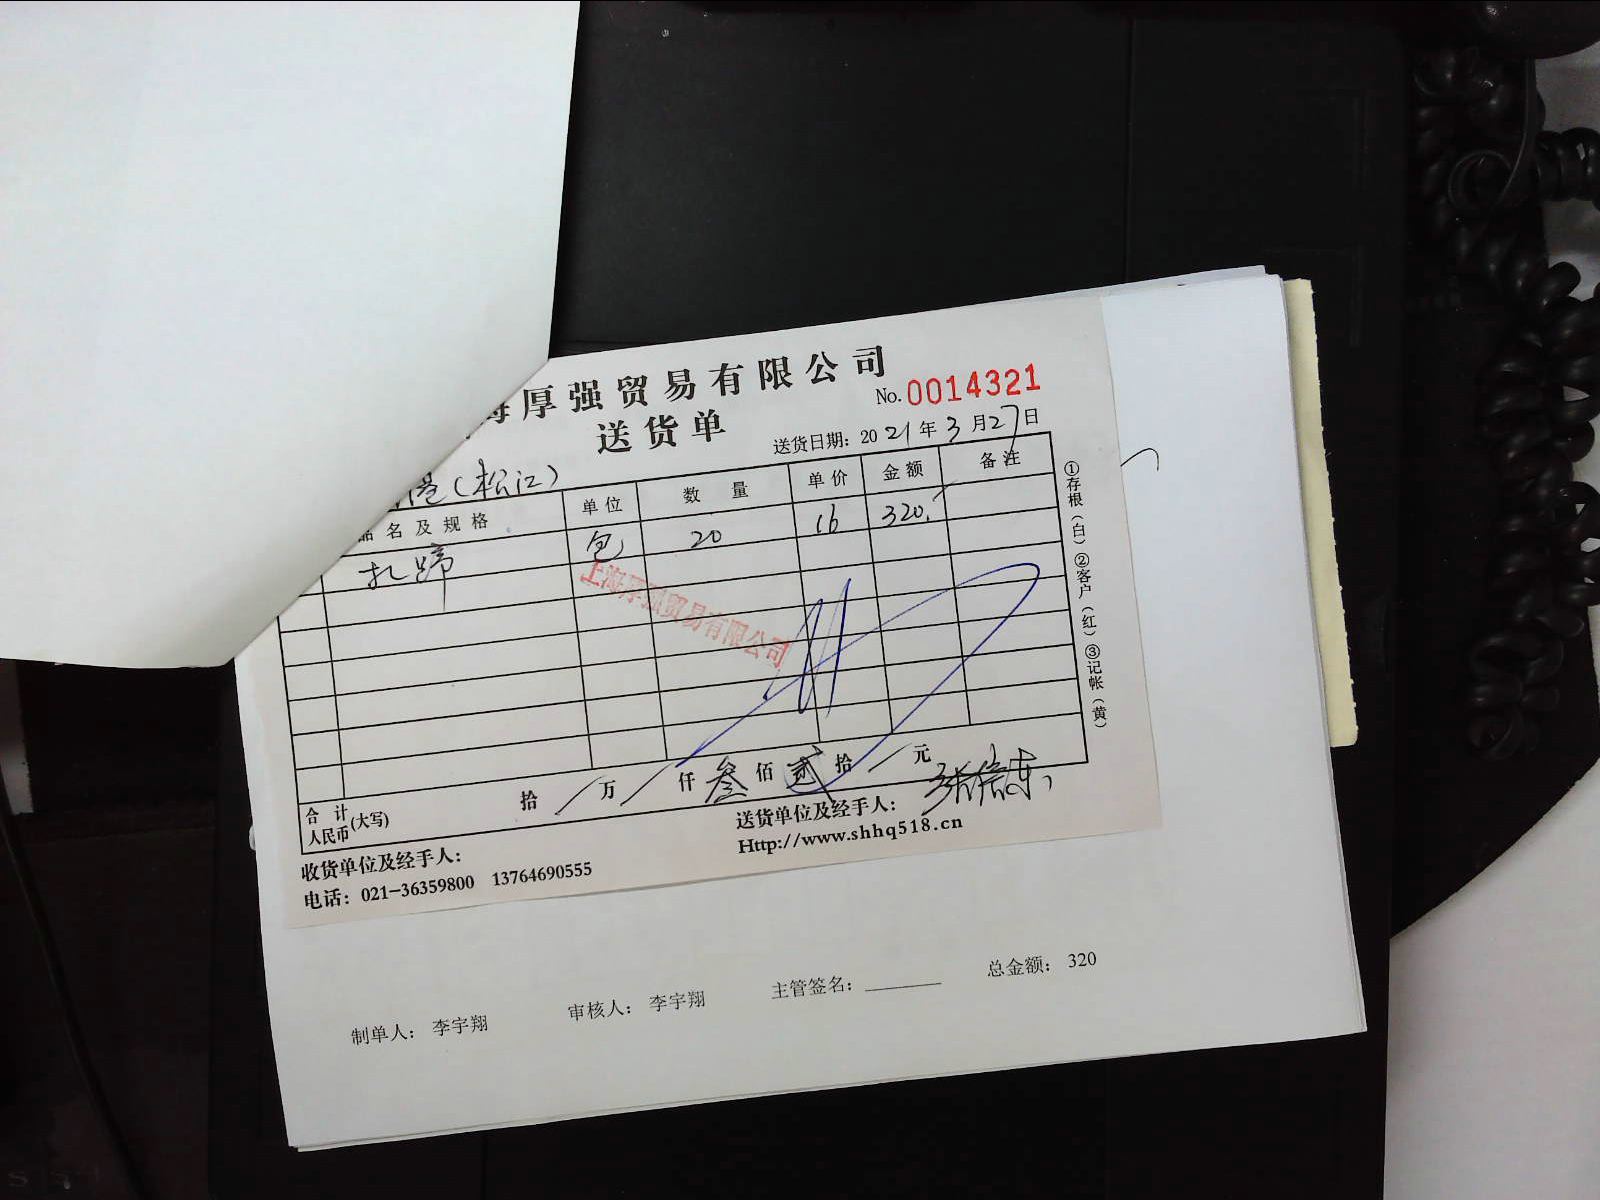 海厚强贸易有限公司
No.0014321
送货单
送货日期：2021年3月27日
港（松江）
品名及规格 单位 数量 单价 金额 备注
扎蹄 包 20 16 320.
上海厚强贸易有限公司
合计人民币(大写) 拾 / 万 / 仟 叁 佰 贰 拾 / 元
收货单位及经手人：
送货单位及经手人：
电话：021-36359800 13764690555
Http://www.shhq518.cn
①存根（白）②客户（红）③记帐（黄）
制单人： 李宇翔 审核人： 李宇翔 主管签名： 总金额： 320